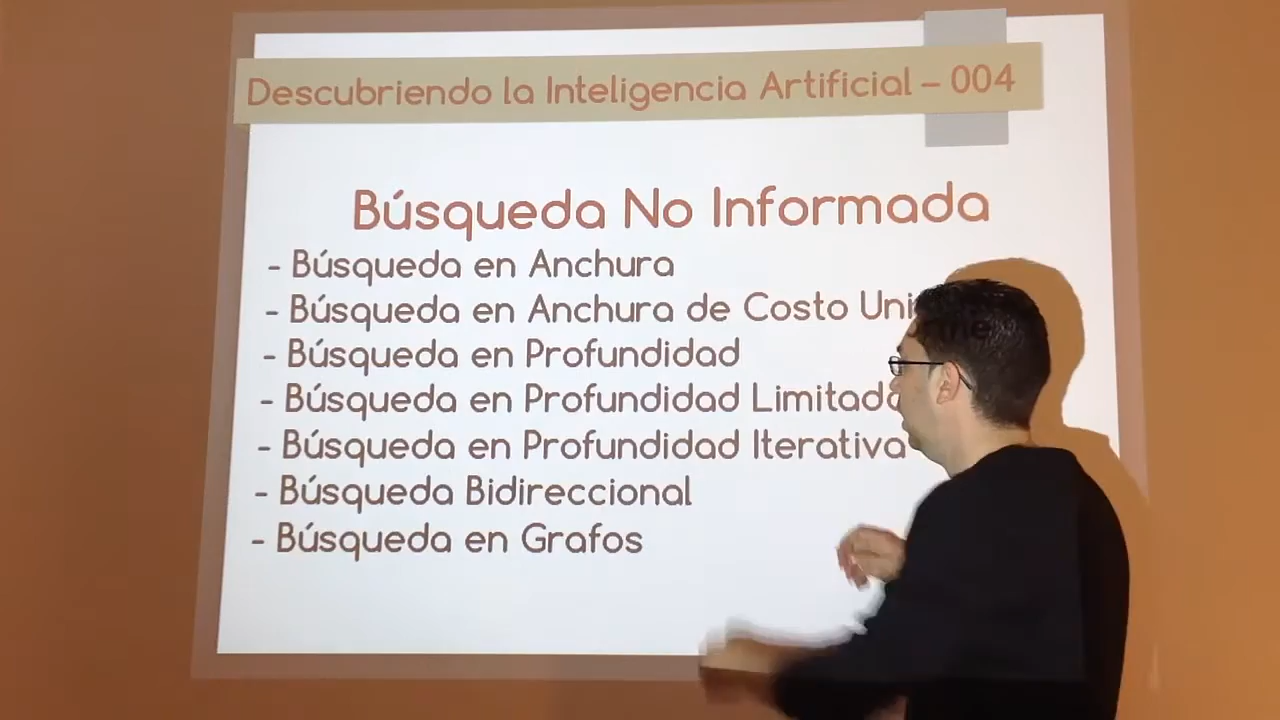 Descubriendo la Inteligencia Artificial – 004
Búsqueda No Informada
- Búsqueda en Anchura
- Búsqueda en Anchura de Costo
- Búsqueda en Profundidad
- Búsqueda en Profundidad Limitada
- Búsqueda en Profundidad Iterativa
- Búsqueda Bidireccional
- Búsqueda en Grafos